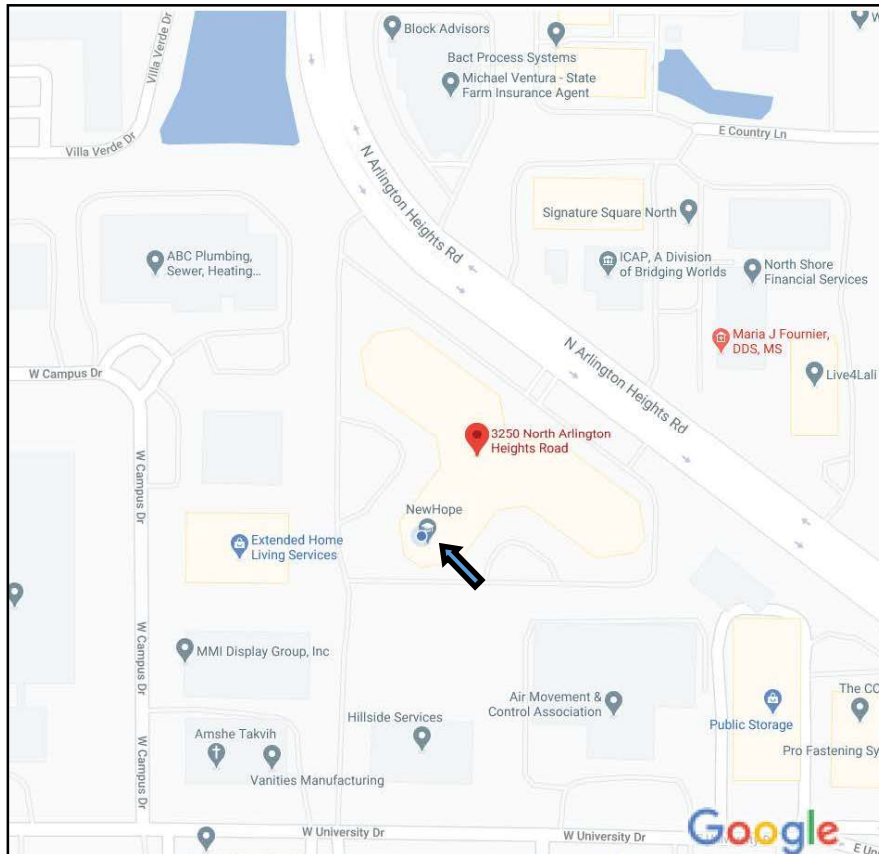 Block Advisors
W
Villa Verde Dr
Bact Process Systems
Michael Ventura - State
Farm Insurance Agent
E Country Ln
Villa Verde Dr
N Arlington Heights Rd
Signature Square North
ABC Plumbing,
Sewer, Heating...
ICAP, A Division
of Bridging Worlds
North Shore
Financial Services
Maria J Fournier,
DDS, MS
W Campus Dr
N Arlington Heights Rd
Live4Lali
3250 North Arlington
Heights Road
W Campus Dr
NewHope
Extended Home
Living Services
W Campus Dr
MMI Display Group, Inc
Air Movement &
Control Association
The CO
Hillside Services
Public Storage
Amshe Takvih
W Campus Dr
Pro Fastening Sy
Vanities Manufacturing
Google
W University Dr
W University Dr
E Un